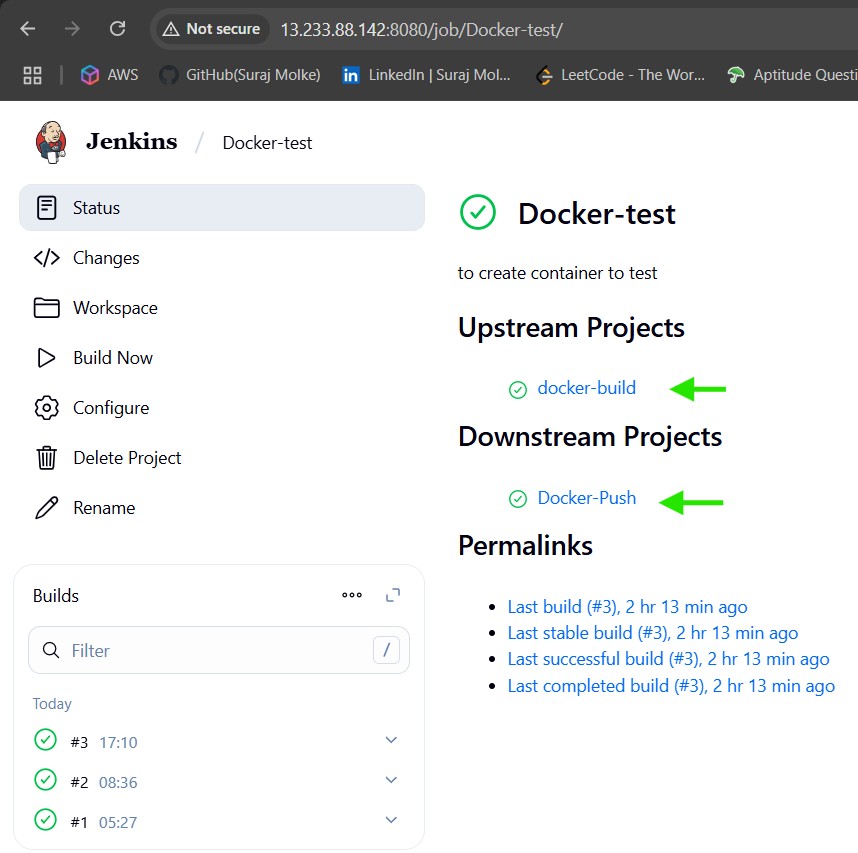 Not secure 13.233.88.142:8080/job/Docker-test/
AWS GitHub(Suraj Molke) LinkedIn | Suraj Mol... LeetCode - The Wor... Aptitude Questi
Jenkins / Docker-test
Status
Changes
Workspace
Build Now
Configure
Delete Project
Rename
Builds
Filter /
Today
#3 17:10
#2 08:36
#1 05:27
Docker-test
to create container to test
Upstream Projects
docker-build
Downstream Projects
Docker-Push
Permalinks
Last build (#3), 2 hr 13 min ago
Last stable build (#3), 2 hr 13 min ago
Last successful build (#3), 2 hr 13 min ago
Last completed build (#3), 2 hr 13 min ago